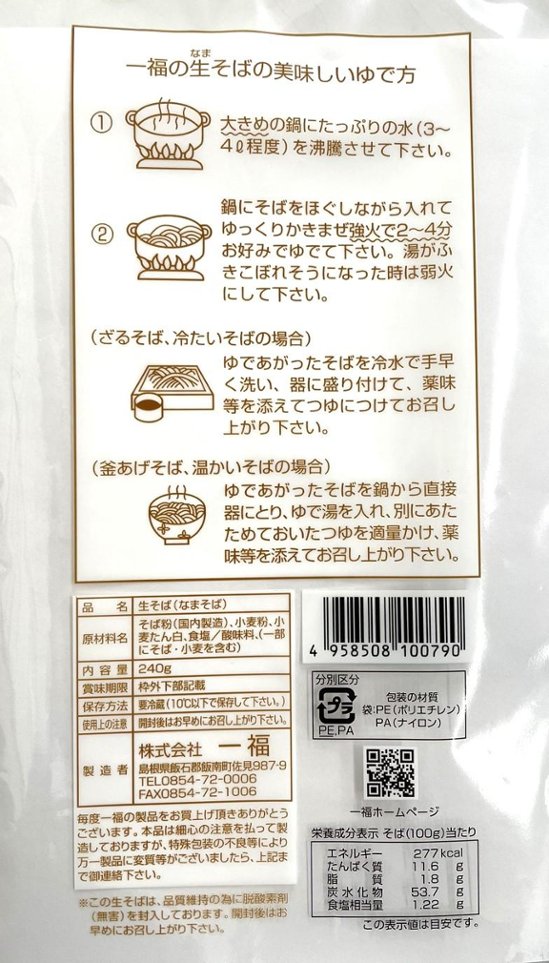 なま
一福の生そばの美味しいゆで方
① 大きめの鍋にたっぷりの水(3〜
4ℓ程度)を沸騰させて下さい。
② 鍋にそばをほぐしながら入れて
ゆっくりかきまぜ強火で2〜4分
お好みでゆでて下さい。湯がふ
きこぼれそうになった時は弱火
にして下さい。
(ざるそば、冷たいそばの場合)
ゆであがったそばを冷水で手早
く洗い、器に盛り付けて、薬味
等を添えてつゆにつけてお召し
上がり下さい。
(釜あげそば、温かいそばの場合)
ゆであがったそばを鍋から直接
器にとり、ゆで湯を入れ、別にあた
ためておいたつゆを適量かけ、薬
味等を添えてお召し上がり下さい。
品名 生そば(なまそば)
原材料名 そば粉(国内製造)、小麦粉、小
麦たん白、食塩/酸味料、(一部
にそば・小麦を含む)
内容量 240g
賞味期限 枠外下部記載
保存方法 要冷蔵(10℃以下で保存して下さい。)
使用上の注意 開封後はお早めにお召し上がり下さい。
製造者 株式会社 一福
島根県飯石郡飯南町佐見987-9
TEL0854-72-0006
FAX0854-72-1006
毎度一福の製品をお買上げ頂きありがとう
ございます。本品は細心の注意を払って製
造しておりますが、特殊包装の不良等により
万一製品に変質等がございましたら、上記ま
で御連絡下さい。
※この生そばは、品質維持の為に脱酸素剤
(無害)を封入しております。開封後はお
早めにお召し上がり下さい。
4 958508 100790
分別区分
プラ
PE,PA
包装の材質
袋:PE(ポリエチレン)
PA(ナイロン)
一福ホームページ
栄養成分表示 そば(100g)当たり
エネルギー 277kcal
たんぱく質 11.6 g
脂質 1.8 g
炭水化物 53.7 g
食塩相当量 1.22 g
この表示値は目安です。